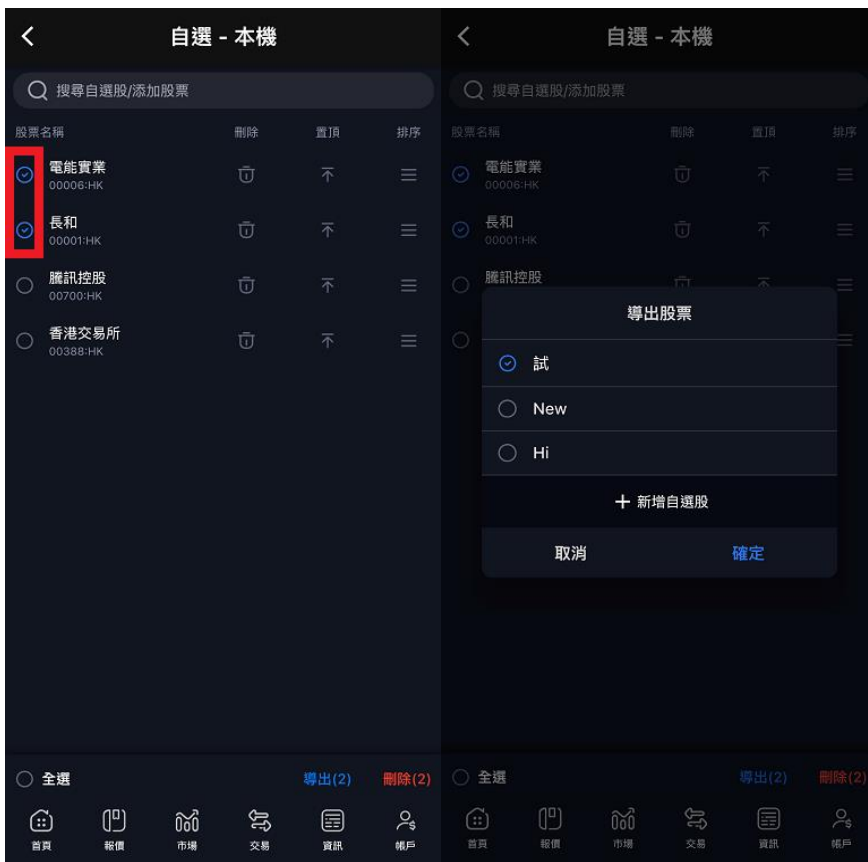 自選 - 本機
搜尋自選股/添加股票
股票名稱 刪除 置頂 排序
電能實業
00006:HK
長和
00001:HK
騰訊控股
00700:HK
香港交易所
00388:HK
全選 導出(2) 刪除(2)
首頁 報價 市場 交易 資訊 帳戶
自選 - 本機
搜尋自選股/添加股票
股票名稱 刪除 置頂 排序
電能實業
00006:HK
長和
00001:HK
騰訊控股
導出股票
試
New
Hi
新增自選股
取消 確定
全選 導出(2) 刪除(2)
首頁 報價 市場 交易 資訊 帳戶